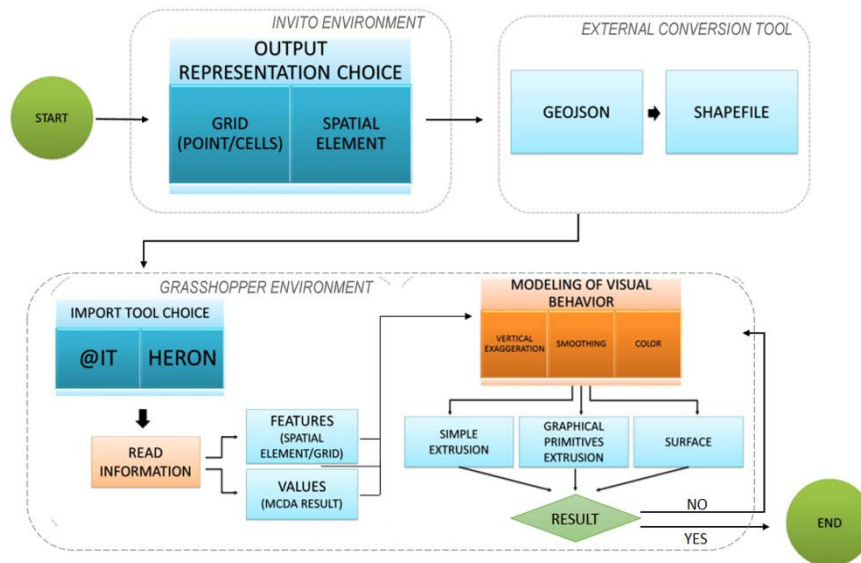 INVITO ENVIRONMENT
EXTERNAL CONVERSION TOOL
START
OUTPUT
REPRESENTATION CHOICE
GRID
(POINT/CELLS)
SPATIAL
ELEMENT
GEOJSON
SHAPEFILE
GRASSHOPPER ENVIRONMENT
IMPORT TOOL CHOICE
@IT
HERON
READ
INFORMATION
FEATURES
(SPATIAL
ELEMENT/GRID)
VALUES
(MCDA RESULT)
MODELING OF VISUAL
BEHAVIOR
VERTICAL
EXAGGERATION
SMOOTHING
COLOR
SIMPLE
EXTRUSION
GRAPHICAL
PRIMITIVES
EXTRUSION
SURFACE
RESULT
NO
YES
END